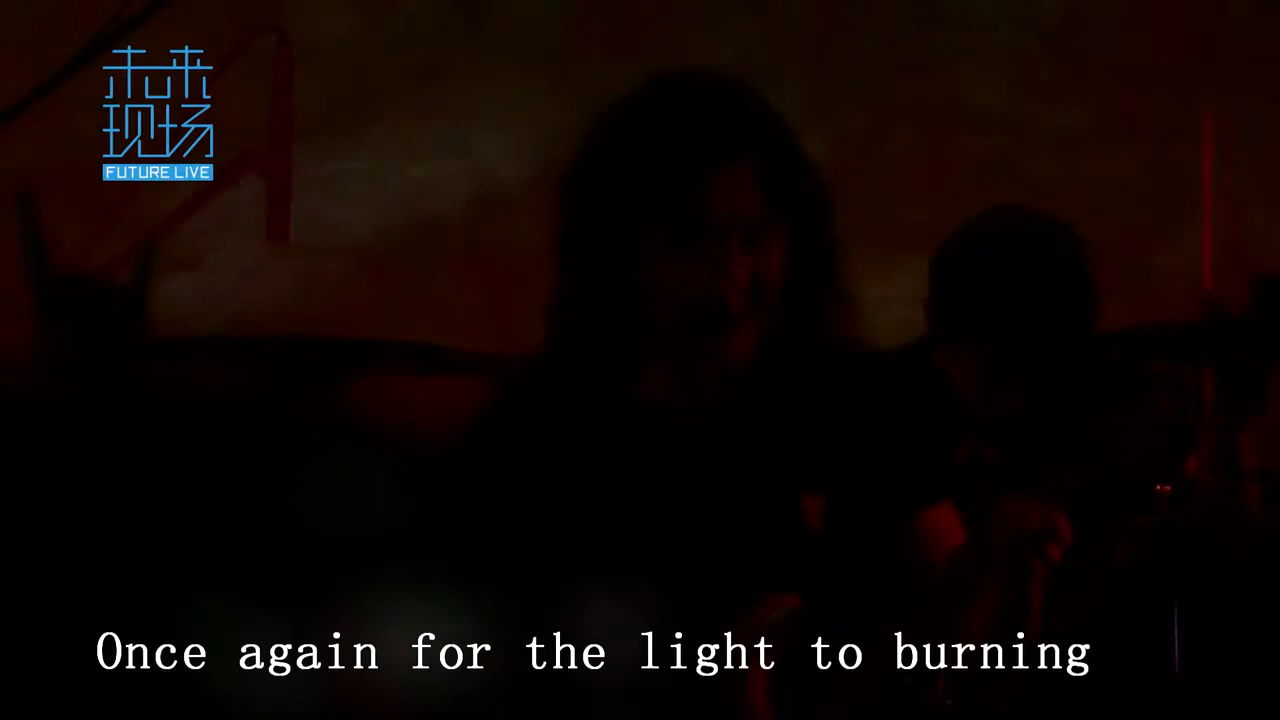 未来
现场
FUTURE LIVE
Once again for the light to burning